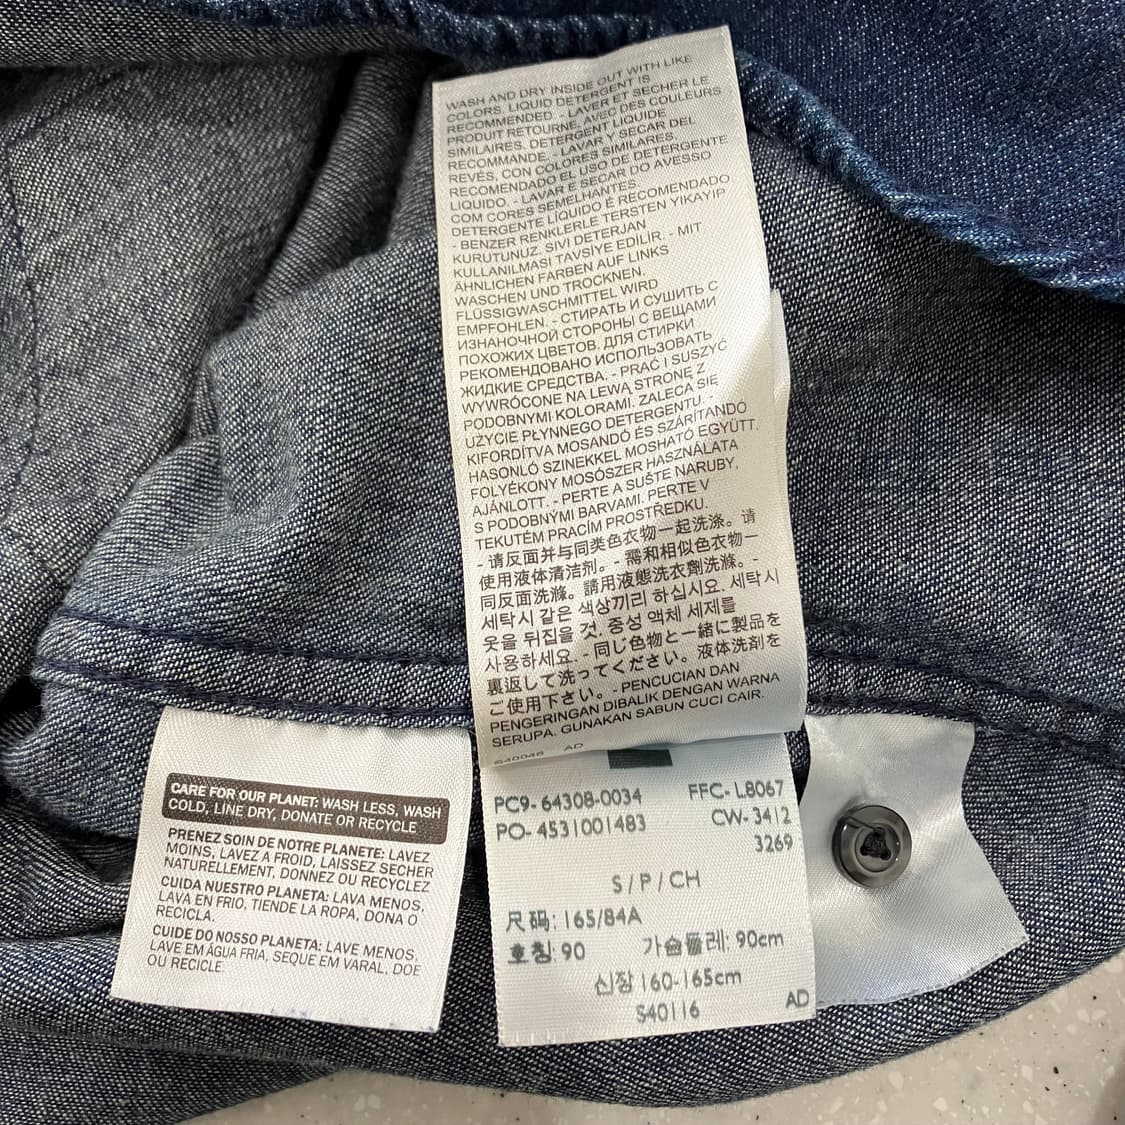 WASH AND DRY INSIDE OUT WITH LIKE
COLORS. LIQUID DETERGENT IS
RECOMMENDED. - LAVER ET SECHER LE
PRODUIT RETOURNE, AVEC DES COULEURS
SIMILAIRES. DETERGENT LIQUIDE
RECOMMANDE. - LAVAR Y SECAR DEL
REVÉS, CON COLORES SIMILARES.
RECOMENDADO EL USO DE DETERGENTE
LIQUIDO. - LAVAR E SECAR DO AVESSO
COM CORES SEMELHANTES.
DETERGENTE LÍQUIDO É RECOMENDADO
- BENZER RENKLERLE TERSTEN YIKAYIP
KURUTUNUZ. SIVI DETERJAN
KULLANILMASI TAVSİYE EDİLİR. - MIT
ÄHNLICHEN FARBEN AUF LINKS
WASCHEN UND TROCKNEN.
FLÜSSIGWASCHMITTEL WIRD
EMPFOHLEN. - СТИРАТЬ И СУШИТЬ С
ИЗНАНОЧНОЙ СТОРОНЫ С ВЕЩАМИ
ПОХОЖИХ ЦВЕТОВ. ДЛЯ СТИРКИ
РЕКОМЕНДОВАНО ИСПОЛЬЗОВАТЬ
ЖИДКИЕ СРЕДСТВА. - PRAĆ I SUSZYĆ
WYWRÓCONE NA LEWĄ STRONĘ Z
PODOBNYMI KOLORAMI. ZALECA SIĘ
UŻYCIE PŁYNNEGO DETERGENTU. -
KIFORDÍTVA MOSANDÓ ÉS SZÁRÍTANDÓ
HASONLÓ SZINEKKEL MOSHATÓ EGYÜTT.
FOLYÉKONY MOSÓSZER HASZNÁLATA
AJÁNLOTT. - PERTE A SUŠTE NARUBY,
S PODOBNÝMI BARVAMI. PERTE V
TEKUTÉM PRACÍM PROSTŘEDKU.
- 请反面并与同类色衣物一起洗涤。请
使用液体清洁剂。- 需和相似色衣物一
同反面洗滌。請用液態洗衣劑洗滌。 -
세탁시 같은 색상끼리 하십시요. 세탁시
옷을 뒤집을 것. 중성 액체 세제를
사용하세요. - 同じ色物と一緒に製品を
裏返して洗ってください。液体洗剤を
ご使用下さい。 - PENCUCIAN DAN
PENGERINGAN DIBALIK DENGAN WARNA
SERUPA. GUNAKAN SABUN CUCI CAIR.
S40046 AD
CARE FOR OUR PLANET: WASH LESS, WASH
COLD, LINE DRY, DONATE OR RECYCLE
PRENEZ SOIN DE NOTRE PLANETE: LAVEZ
MOINS, LAVEZ A FROID, LAISSEZ SECHER
NATURELLEMENT, DONNEZ OU RECYCLEZ
CUIDA NUESTRO PLANETA: LAVA MENOS,
LAVA EN FRIO, TIENDE LA ROPA, DONA O
RECICLA.
CUIDE DO NOSSO PLANETA: LAVE MENOS,
LAVE EM ÁGUA FRIA, SEQUE EM VARAL, DOE
OU RECICLE.
PC9- 64308-0034 FFC- L8067
PO- 4531001483 CW- 3412
3269
S/P/CH
尺码: 165/84A
호칭: 90 가슴둘레: 90cm
신장 160-165cm
S40116 AD